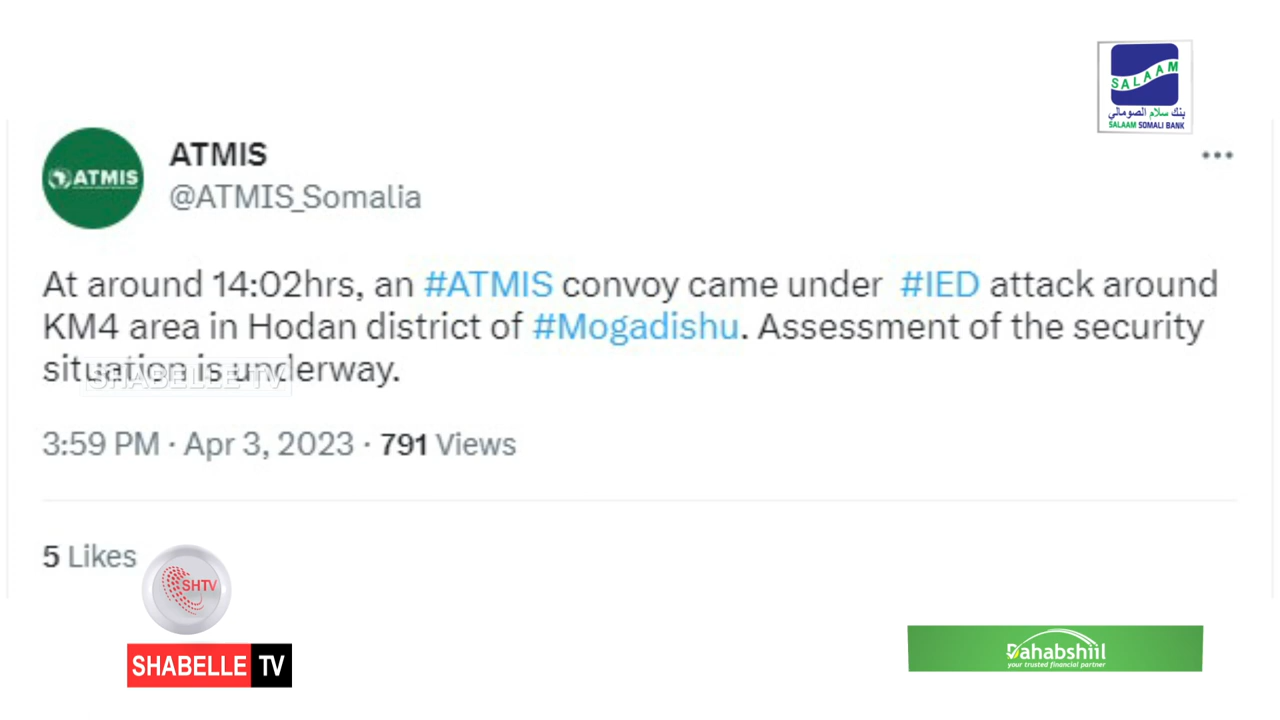 SALAAM
بنك سلام الصومالي
SALAAM SOMALI BANK
ATMIS
ATMIS
@ATMIS_Somalia
At around 14:02hrs, an #ATMIS convoy came under #IED attack around
KM4 area in Hodan district of #Mogadishu. Assessment of the security
situation is underway.
SHABELLE TV
3:59 PM · Apr 3, 2023 · 791 Views
5 Likes
SHTV
SHABELLE TV
Dahabshiil
your trusted financial partner